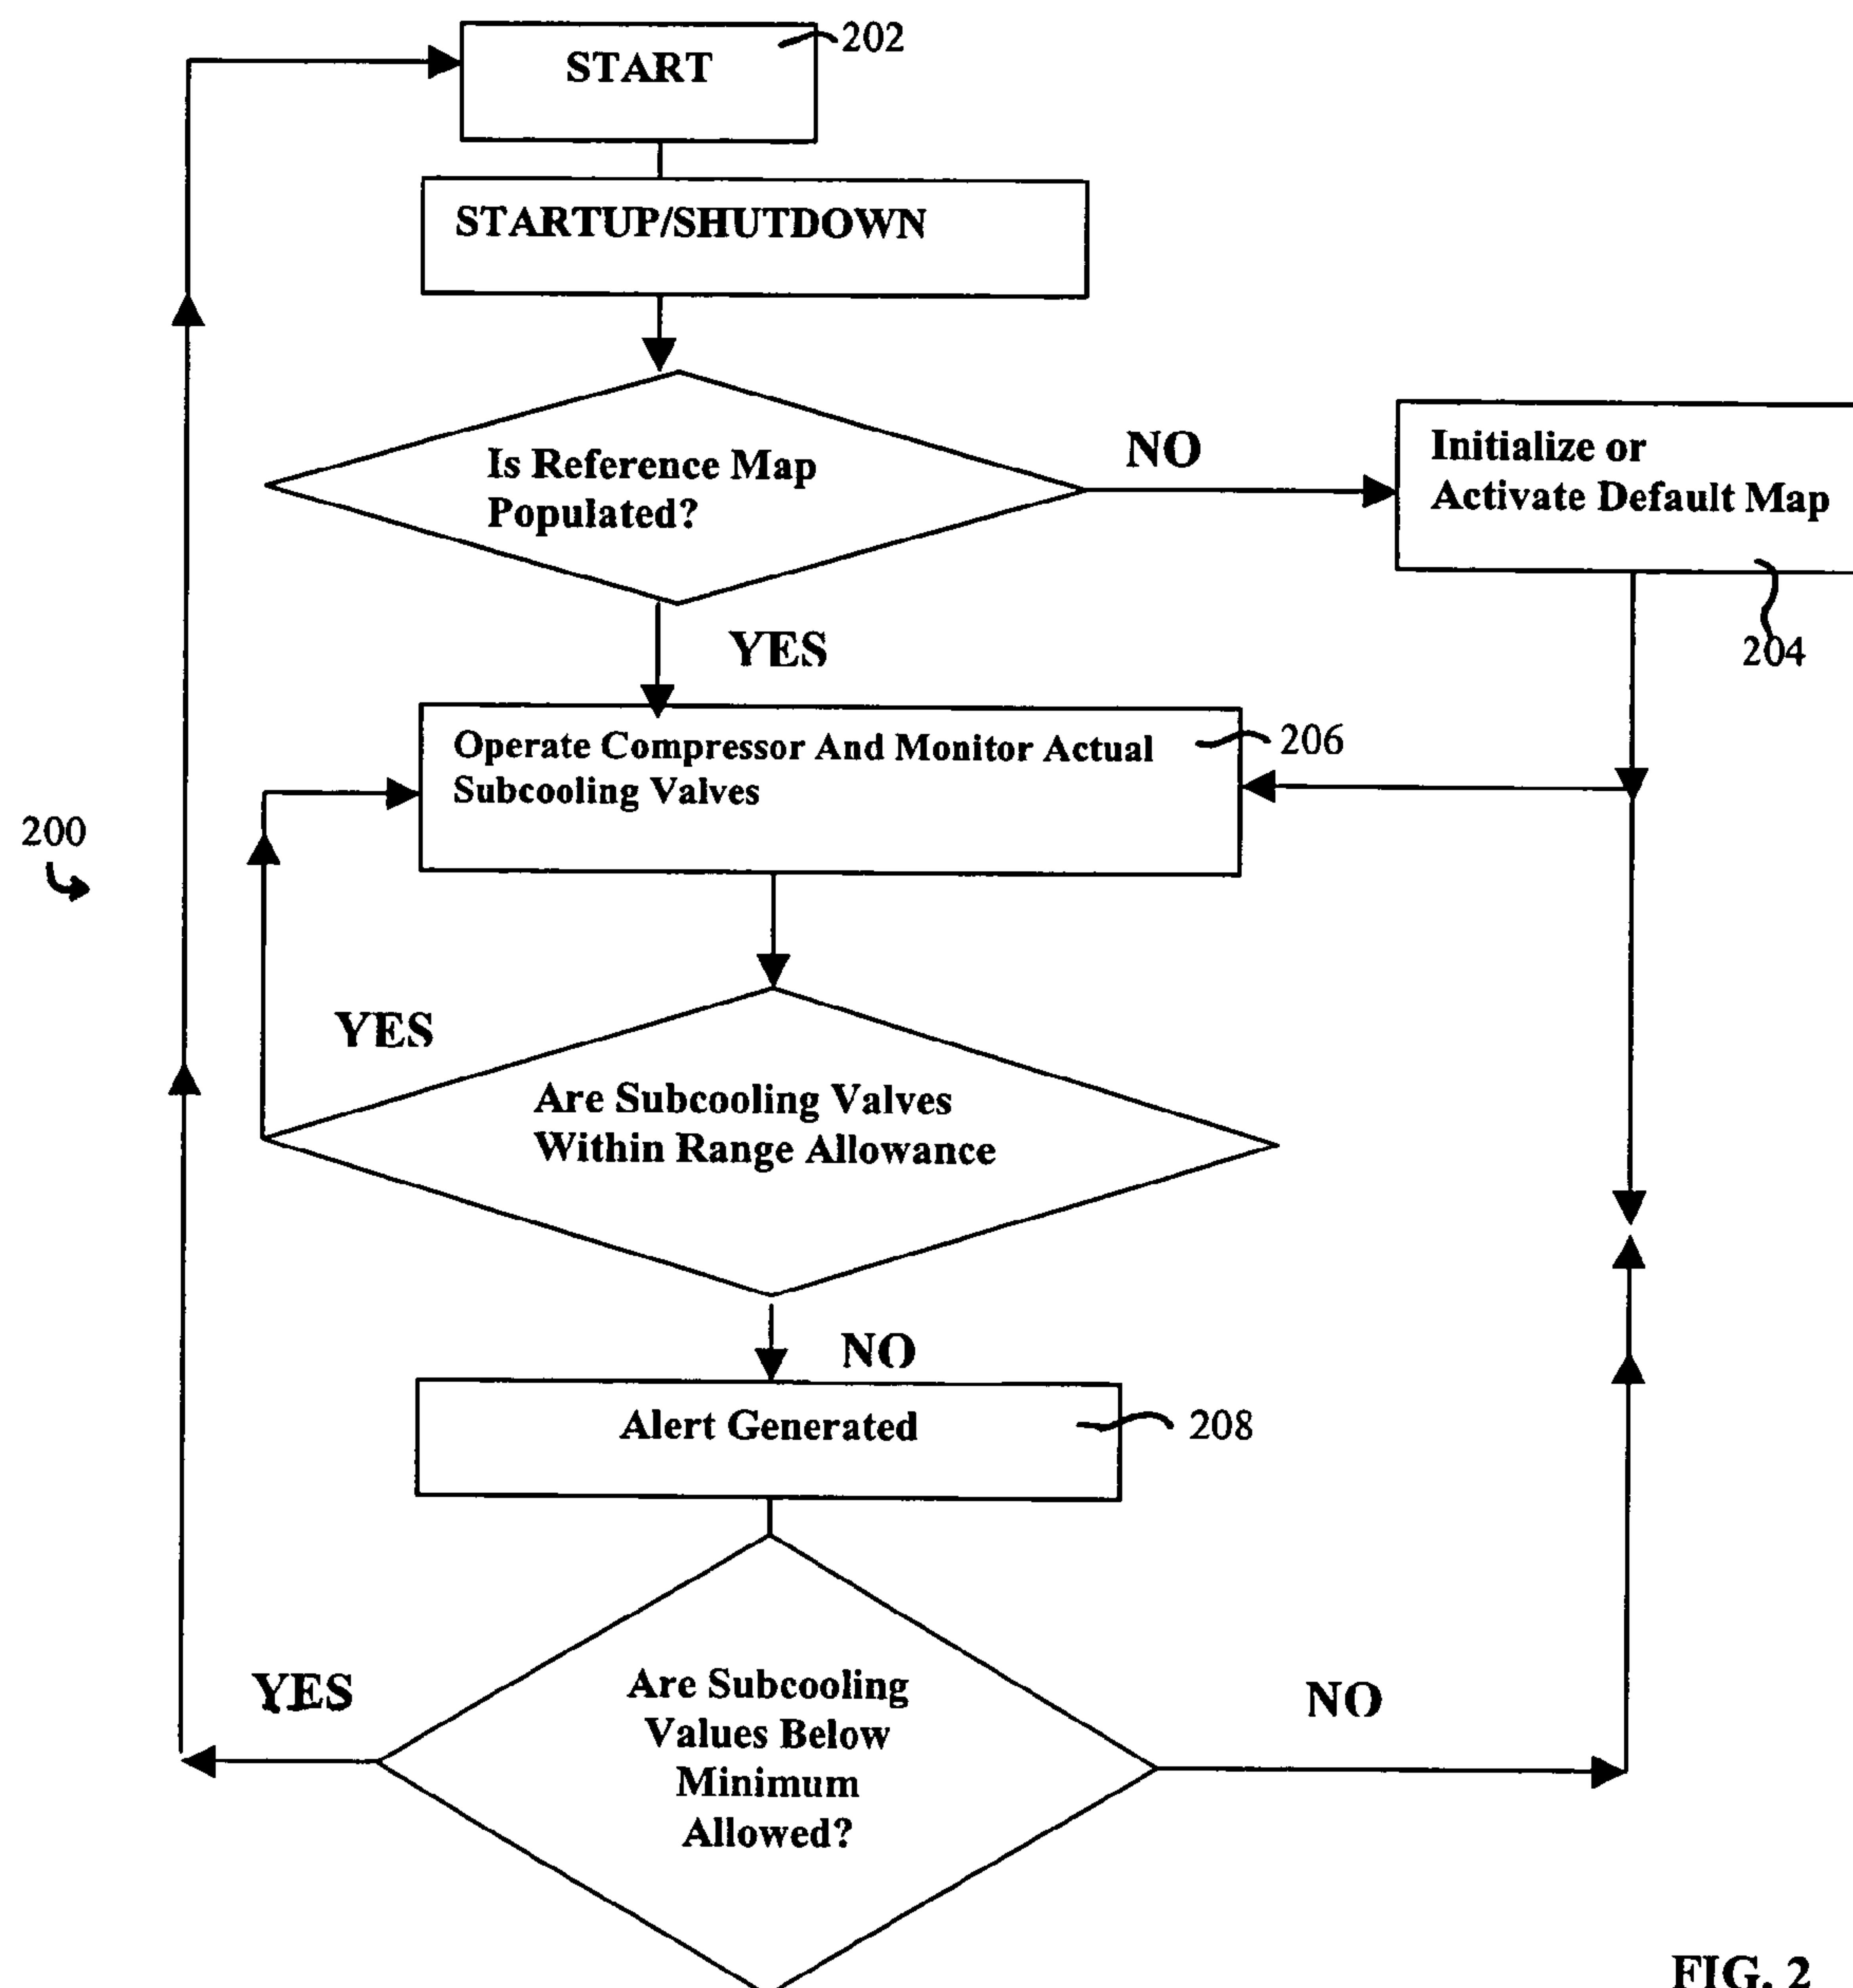 START
202
STARTUP/SHUTDOWN
Is Reference Map
Populated?
NO
Initialize or
Activate Default Map
204
YES
Operate Compressor And Monitor Actual
Subcooling Valves
206
200
YES
Are Subcooling Valves
Within Range Allowance
NO
Alert Generated
208
YES
Are Subcooling
Values Below
Minimum
Allowed?
NO
FIG. 2